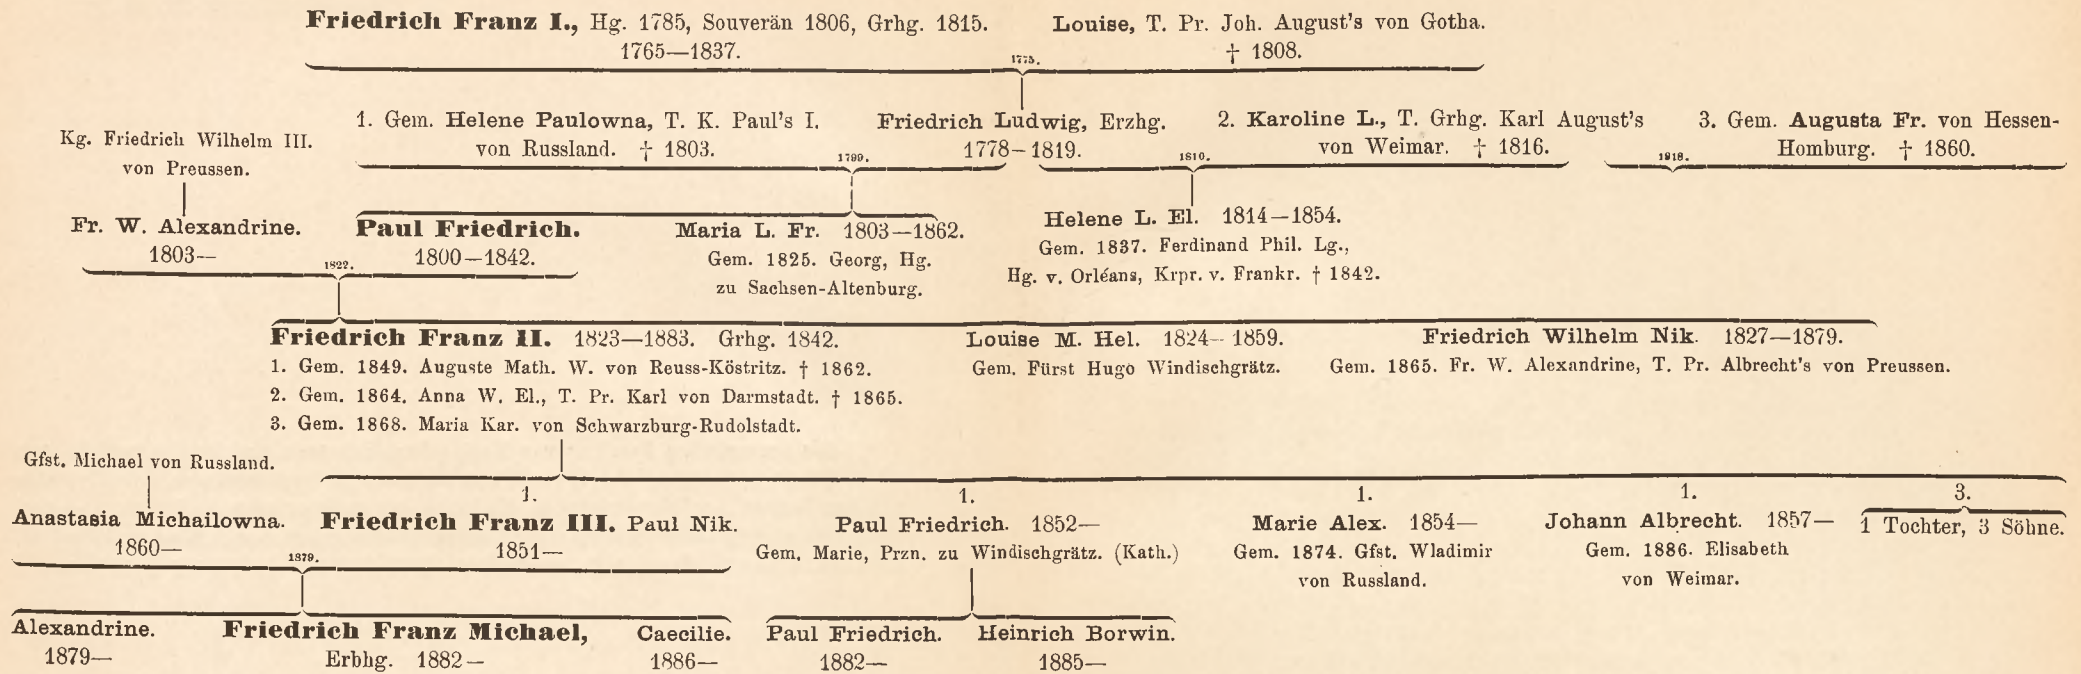 Friedrich Franz I., Hg. 1785, Souverän 1806, Grhg. 1815.
1765—1837.
Louise, T. Pr. Joh. August's von Gotha.
† 1808.
1775.
Kg. Friedrich Wilhelm III.
von Preussen.
1. Gem. Helene Paulowna, T. K. Paul's I.
von Russland. † 1803.
1799.
Friedrich Ludwig, Erzhg.
1778—1819.
1810.
2. Karoline L., T. Grhg. Karl August's
von Weimar. † 1816.
3. Gem. Augusta Fr. von Hessen-
Homburg. † 1860.
1818.
Fr. W. Alexandrine.
1803—
1822.
Paul Friedrich.
1800—1842.
Maria L. Fr. 1803—1862.
Gem. 1825. Georg, Hg.
zu Sachsen-Altenburg.
Helene L. El. 1814—1854.
Gem. 1837. Ferdinand Phil. Lg.,
Hg. v. Orléans, Krpr. v. Frankr. † 1842.
Friedrich Franz II. 1823—1883. Grhg. 1842.
1. Gem. 1849. Auguste Math. W. von Reuss-Köstritz. † 1862.
2. Gem. 1864. Anna W. El., T. Pr. Karl von Darmstadt. † 1865.
3. Gem. 1868. Maria Kar. von Schwarzburg-Rudolstadt.
Louise M. Hel. 1824—1859.
Gem. Fürst Hugo Windischgrätz.
Friedrich Wilhelm Nik. 1827—1879.
Gem. 1865. Fr. W. Alexandrine, T. Pr. Albrecht's von Preussen.
Gfst. Michael von Russland.
Anastasia Michailowna.
1860—
1879.
1.
Friedrich Franz III. Paul Nik.
1851—
1.
Paul Friedrich. 1852—
Gem. Marie, Przn. zu Windischgrätz. (Kath.)
1.
Marie Alex. 1854—
Gem. 1874. Gfst. Wladimir
von Russland.
1.
Johann Albrecht. 1857—
Gem. 1886. Elisabeth
von Weimar.
3.
1 Tochter, 3 Söhne.
Alexandrine.
1879—
Friedrich Franz Michael,
Erbhg. 1882—
Caecilie.
1886—
Paul Friedrich.
1882—
Heinrich Borwin.
1885—